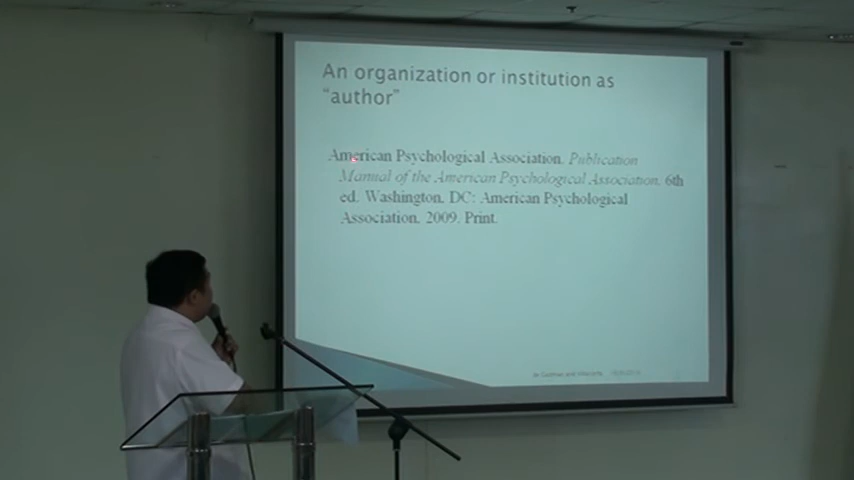 An organization or institution as
"author"
American Psychological Association. Publication
Manual of the American Psychological Association. 6th
ed. Washington, DC: American Psychological
Association, 2009. Print.